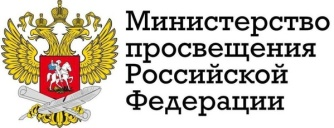 Министерство
просвещения
Российской
Федерации